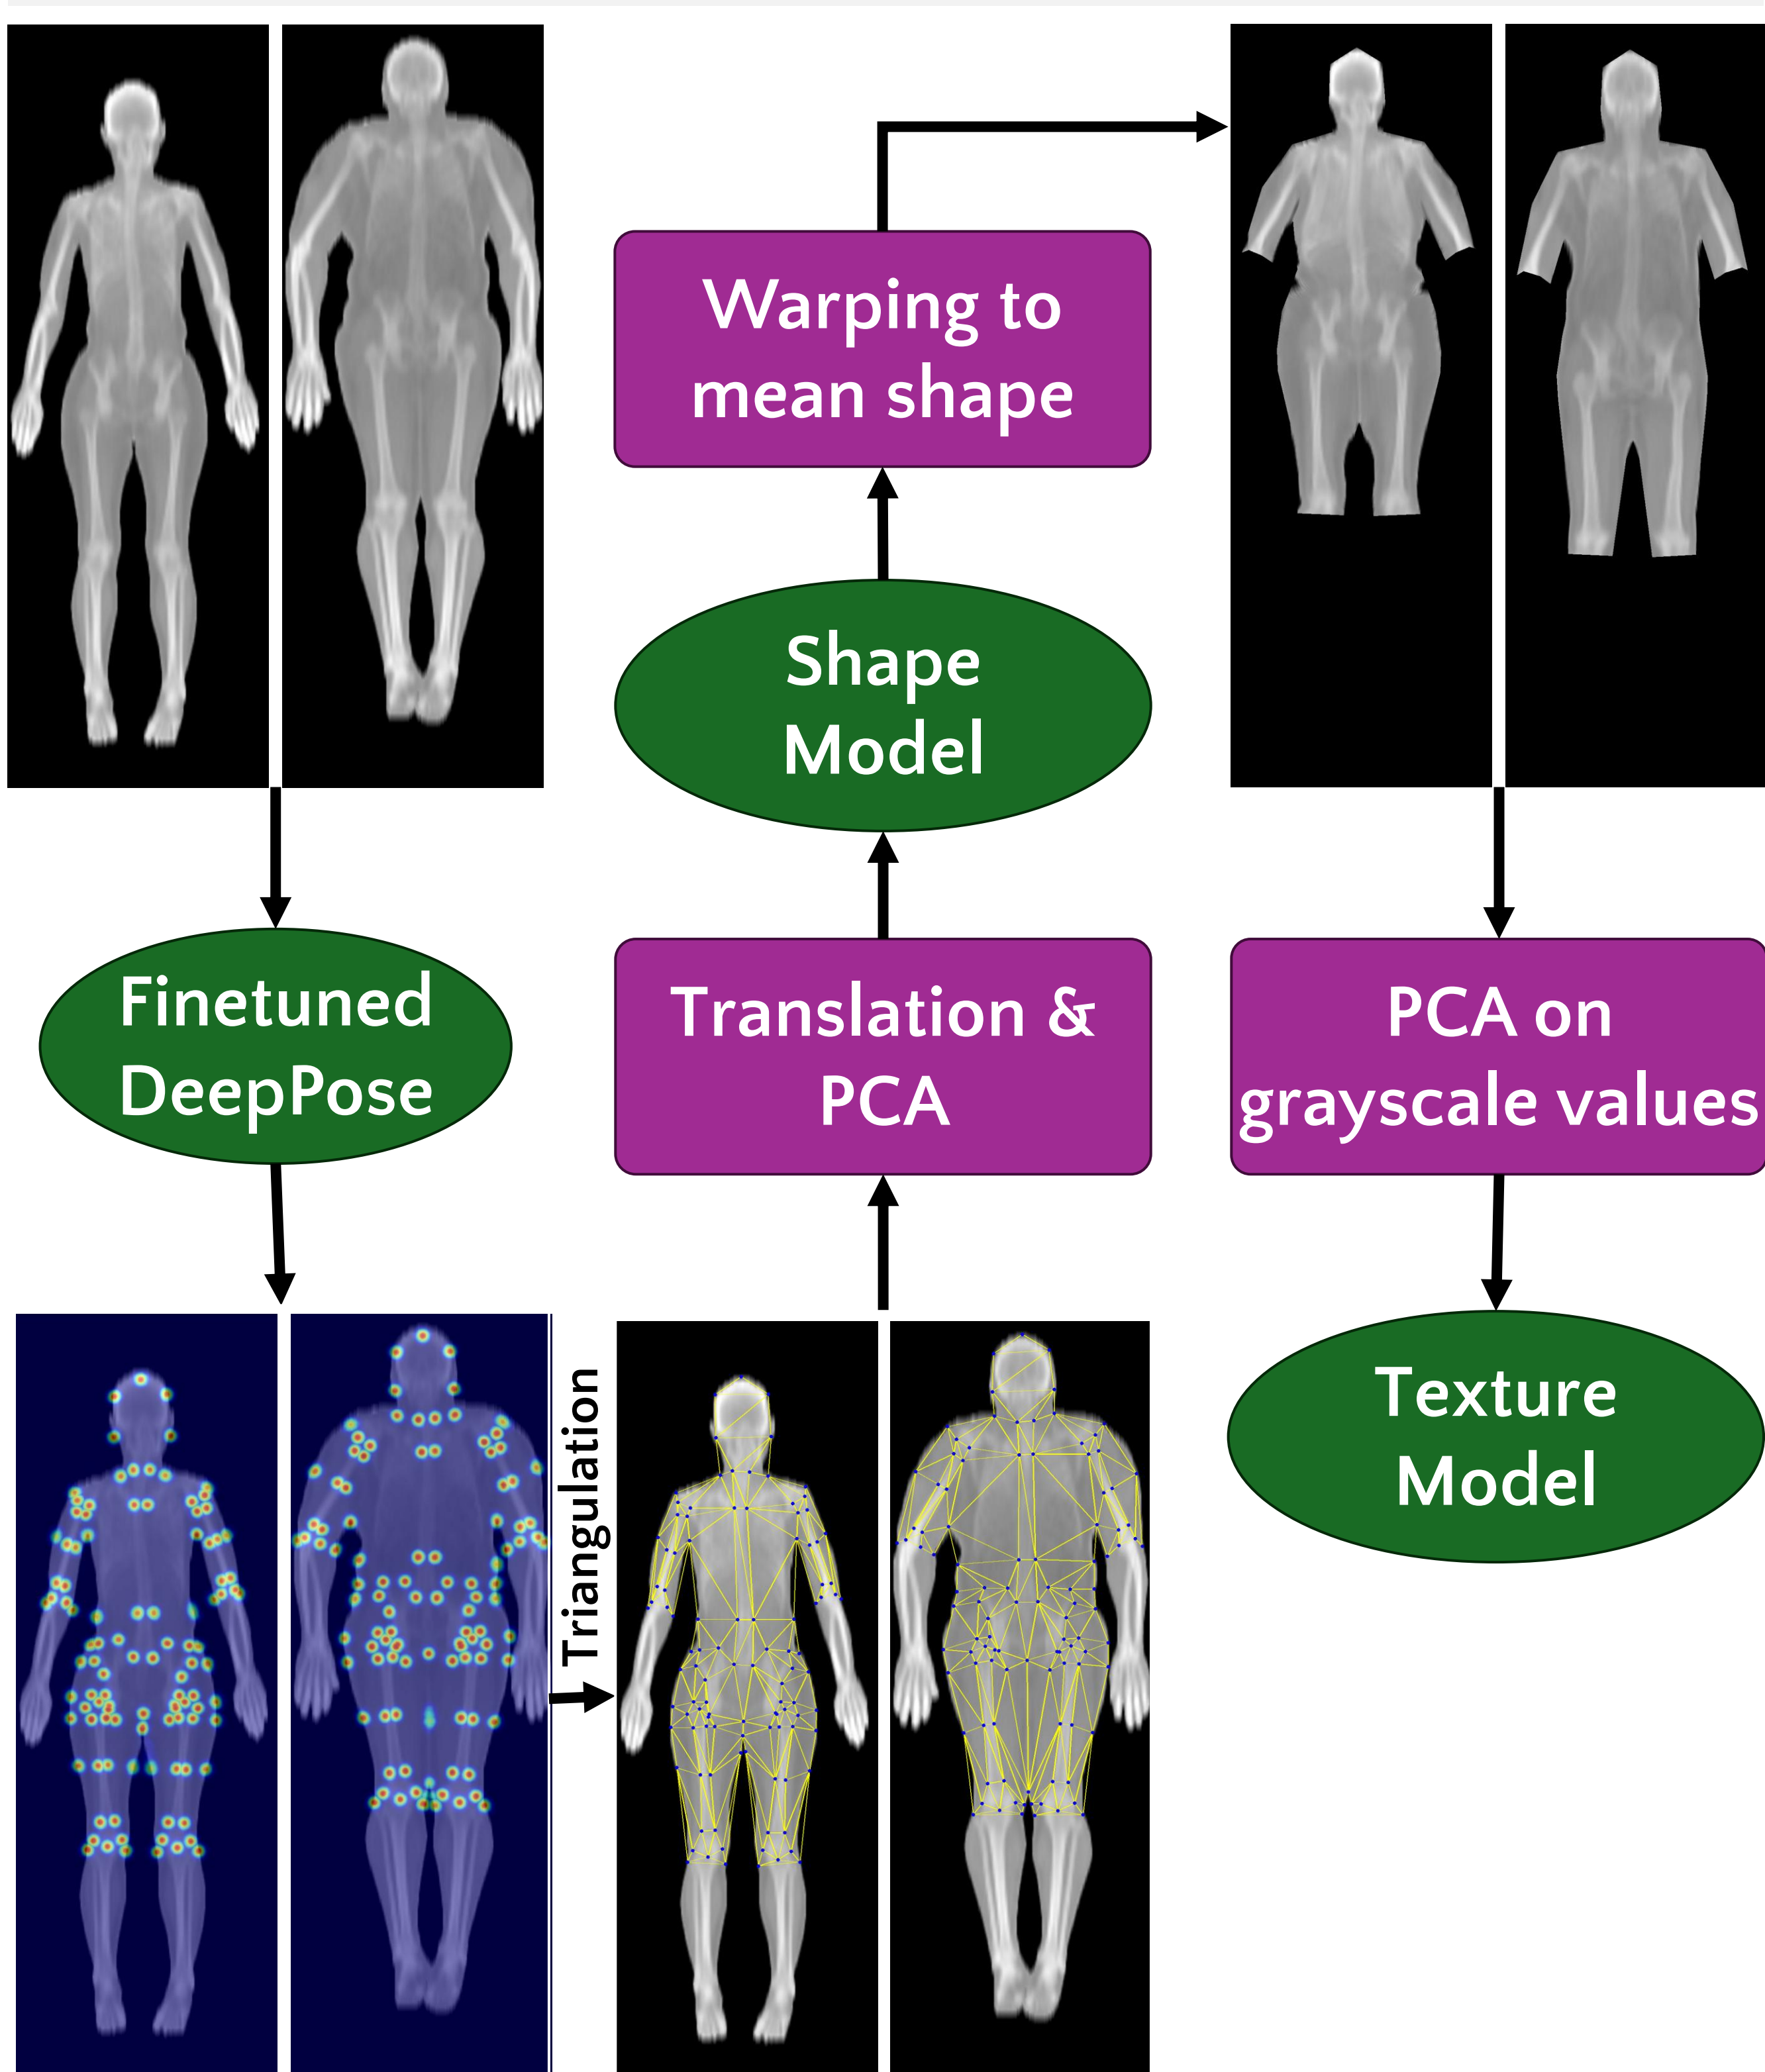 Warping to
mean shape
Shape
Model
Finetuned
DeepPose
Translation &
PCA
PCA on
grayscale values
Triangulation
Texture
Model